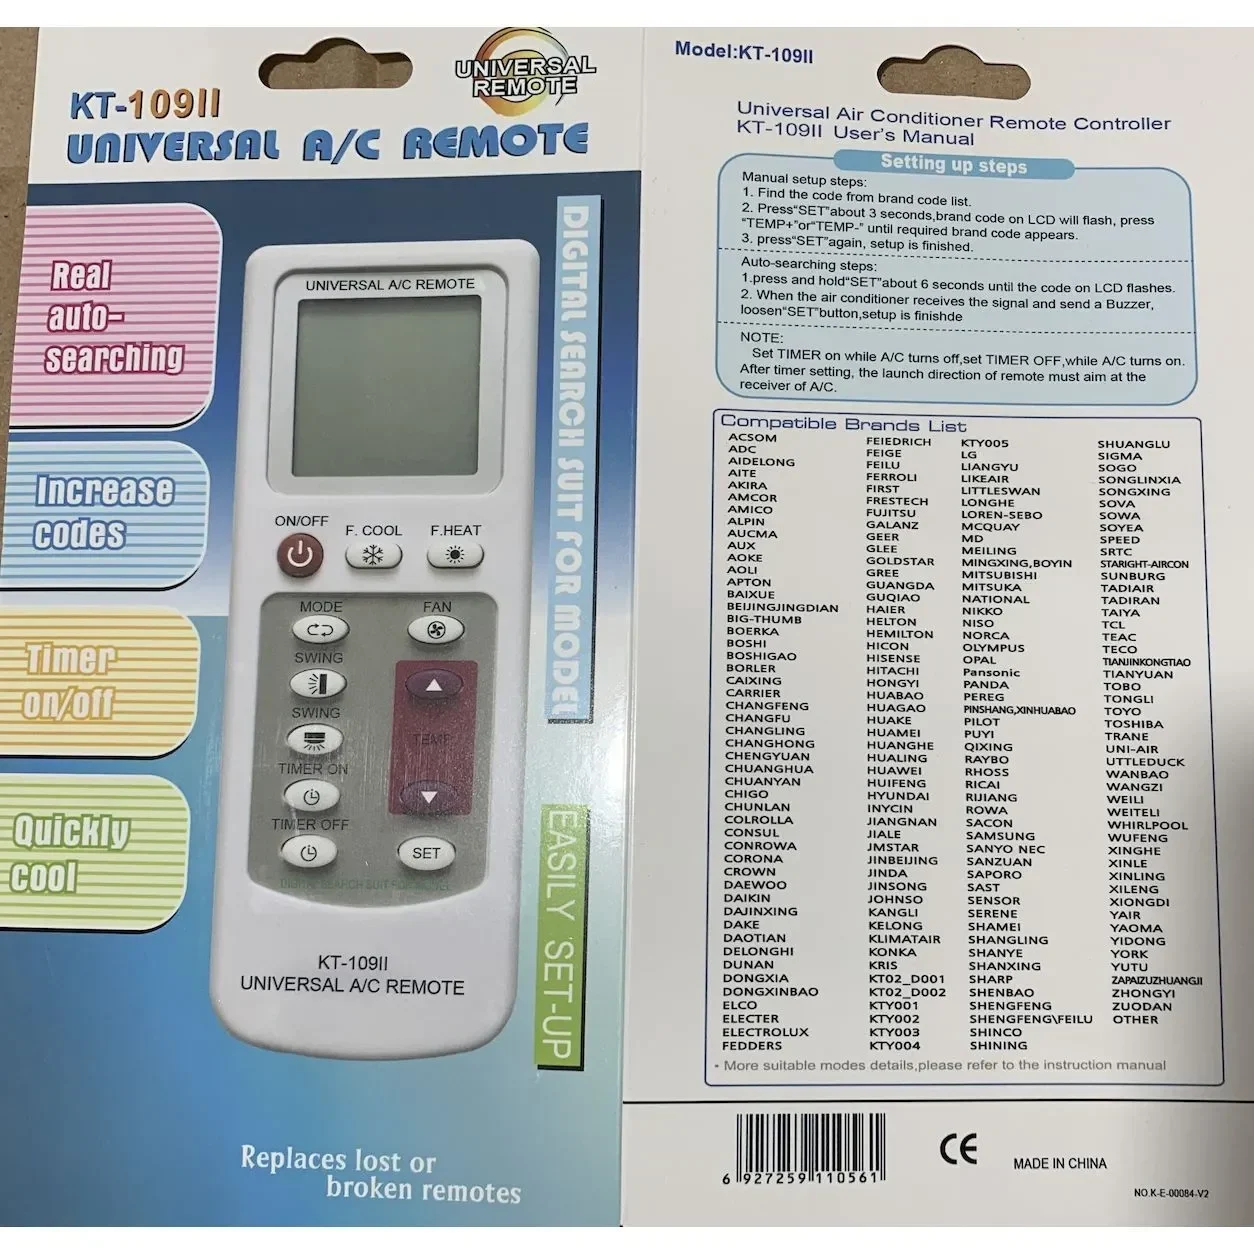 KT-109II
UNIVERSAL A/C REMOTE
UNIVERSAL
REMOTE
Real
auto-
searching
Increase
codes
Timer
on/off
Quickly
cool
DIGITAL SEARCH SUIT FOR MODEL
EASILY SET-UP
UNIVERSAL A/C REMOTE
ON/OFF
F. COOL
F.HEAT
MODE
FAN
SWING
SWING
TEMP
TIMER ON
TIMER OFF
SET
DIGITAL SEARCH SUIT FOR MODEL
KT-109II
UNIVERSAL A/C REMOTE
Replaces lost or
broken remotes
Model:KT-109II
Universal Air Conditioner Remote Controller
KT-109II User's Manual
Setting up steps
Manual setup steps:
1. Find the code from brand code list.
2. Press“SET”about 3 seconds,brand code on LCD will flash, press
“TEMP+”or“TEMP-” until required brand code appears.
3. press“SET”again, setup is finished.
Auto-searching steps:
1.press and hold“SET”about 6 seconds until the code on LCD flashes.
2. When the air conditioner receives the signal and send a Buzzer,
loosen“SET”button,setup is finishde
NOTE:
Set TIMER on while A/C turns off,set TIMER OFF,while A/C turns on.
After timer setting, the launch direction of remote must aim at the
receiver of A/C.
Compatible Brands List
ACSOM
ADC
AIDELONG
AITE
AKIRA
AMCOR
AMICO
ALPIN
AUCMA
AUX
AOKE
AOLI
APTON
BAIXUE
BEIJINGJINGDIAN
BIG-THUMB
BOERKA
BOSHI
BOSHIGAO
BORLER
CAIXING
CARRIER
CHANGFENG
CHANGFU
CHANGLING
CHANGHONG
CHENGYUAN
CHUANGHUA
CHUANYAN
CHIGO
CHUNLAN
COLROLLA
CONSUL
CONROWA
CORONA
CROWN
DAEWOO
DAIKIN
DAJINXING
DAKE
DAOTIAN
DELONGHI
DUNAN
DONGXIA
DONGXINBAO
ELCO
ELECTER
ELECTROLUX
FEDDERS
FEIEDRICH
FEIGE
FEILU
FERROLI
FIRST
FRESTECH
FUJITSU
GALANZ
GEER
GLEE
GOLDSTAR
GREE
GUANGDA
GUQIAO
HAIER
HELTON
HEMILTON
HICON
HISENSE
HITACHI
HONGYI
HUABAO
HUAGAO
HUAKE
HUAMEI
HUANGHE
HUALING
HUAWEI
HUIFENG
HYUNDAI
INYCIN
JIANGNAN
JIALE
JMSTAR
JINBEIJING
JINDA
JINSONG
JOHNSO
KANGLI
KELONG
KLIMATAIR
KONKA
KRIS
KT02_D001
KT02_D002
KTY001
KTY002
KTY003
KTY004
KTY005
LG
LIANGYU
LIKEAIR
LITTLESWAN
LONGHE
LOREN-SEBO
MCQUAY
MD
MEILING
MINGXING,BOYIN
MITSUBISHI
MITSUKA
NATIONAL
NIKKO
NISO
NORCA
OLYMPUS
OPAL
Pansonic
PANDA
PEREG
PINSHANG,XINHUABAO
PILOT
PUYI
QIXING
RAYBO
RHOSS
RICAI
RIJIANG
ROWA
SACON
SAMSUNG
SANYO NEC
SANZUAN
SAPORO
SAST
SENSOR
SERENE
SHAMEI
SHANGLING
SHANYE
SHANXING
SHARP
SHENBAO
SHENGFENG
SHENGFENG\FEILU
SHINCO
SHINING
SHUANGLU
SIGMA
SOGO
SONGLINXIA
SONGXING
SOVA
SOWA
SOYEA
SPEED
SRTC
STARIGHT-AIRCON
SUNBURG
TADIAIR
TADIRAN
TAIYA
TCL
TEAC
TECO
TIANJINKONGTIAO
TIANYUAN
TOBO
TONGLI
TOYO
TOSHIBA
TRANE
UNI-AIR
UTTLEDUCK
WANBAO
WANGZI
WEILI
WEITELI
WHIRLPOOL
WUFENG
XINGHE
XINLE
XINLING
XILENG
XIONGDI
YAIR
YAOMA
YIDONG
YORK
YUTU
ZAPAIZUZHUANGJI
ZHONGYI
ZUODAN
OTHER
• More suitable modes details,please refer to the instruction manual
6 927259 110561
CE
MADE IN CHINA
NO.K-E-00084-V2